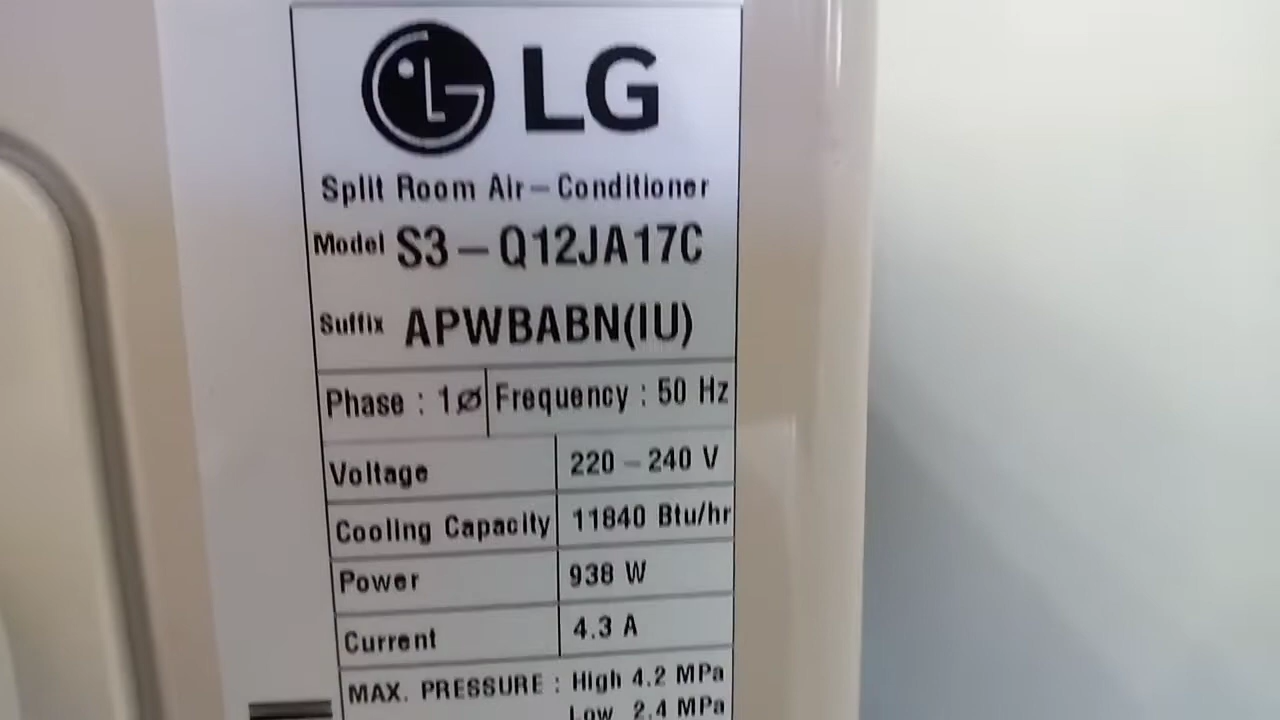 LG
Split Room Air-Conditioner
Model S3-Q12JA17C
Suffix APWBABN(IU)
Phase : 1Ø Frequency : 50 Hz
Voltage 220-240 V
Cooling Capacity 11840 Btu/hr
Power 938 W
Current 4.3 A
MAX. PRESSURE : High 4.2 MPa
Low 2.4 MPa